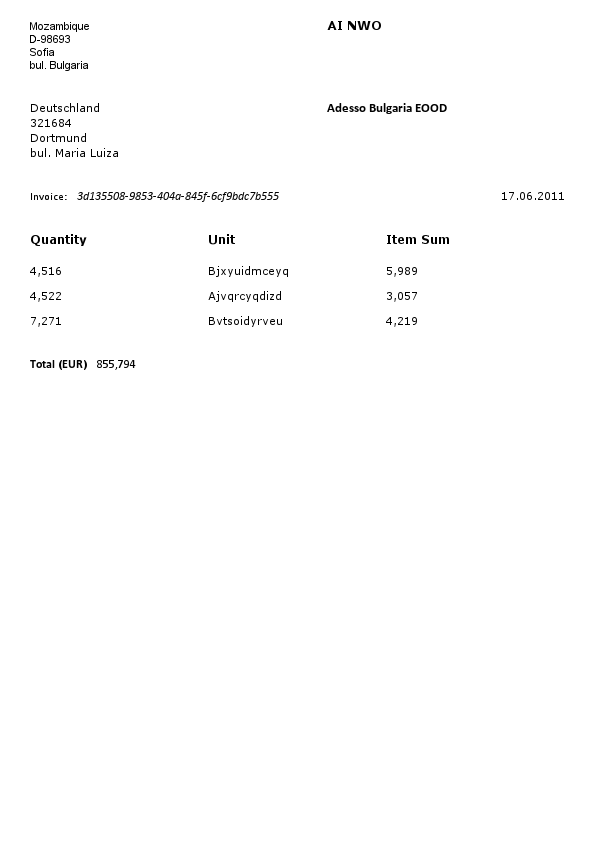 Mozambique
D-98693
Sofia
bul. Bulgaria
AI NWO
Deutschland
321684
Dortmund
bul. Maria Luiza
Adesso Bulgaria EOOD
Invoice: 3d135508-9853-404a-845f-6cf9bdc7b555 17.06.2011
Quantity Unit Item Sum
4,516 Bjxyuidmceyq 5,989
4,522 Ajvqrcyqdizd 3,057
7,271 Bvtsoidyrveu 4,219
Total (EUR) 855,794